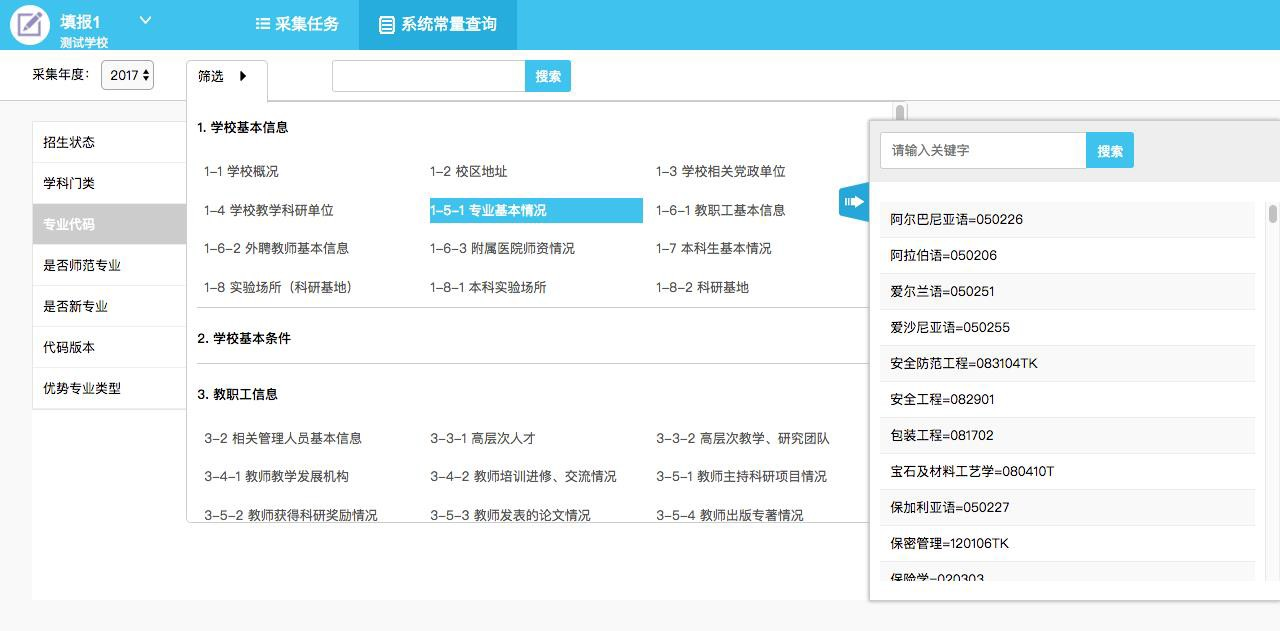 填报1
测试学校
采集任务
系统常量查询
采集年度：
2017
筛选
搜索
招生状态
学科门类
专业代码
是否师范专业
是否新专业
代码版本
优势专业类型
1. 学校基本信息
1-1 学校概况 1-2 校区地址 1-3 学校相关党政单位
1-4 学校教学科研单位 1-5-1 专业基本情况 1-6-1 教职工基本信息
1-6-2 外聘教师基本信息 1-6-3 附属医院师资情况 1-7 本科生基本情况
1-8 实验场所（科研基地） 1-8-1 本科实验场所 1-8-2 科研基地
2. 学校基本条件
3. 教职工信息
3-2 相关管理人员基本信息 3-3-1 高层次人才 3-3-2 高层次教学、研究团队
3-4-1 教师教学发展机构 3-4-2 教师培训进修、交流情况 3-5-1 教师主持科研项目情况
3-5-2 教师获得科研奖励情况 3-5-3 教师发表的论文情况 3-5-4 教师出版专著情况
请输入关键字
搜索
阿尔巴尼亚语=050226
阿拉伯语=050206
爱尔兰语=050251
爱沙尼亚语=050255
安全防范工程=083104TK
安全工程=082901
包装工程=081702
宝石及材料工艺学=080410T
保加利亚语=050227
保密管理=120106TK
保险学=020303